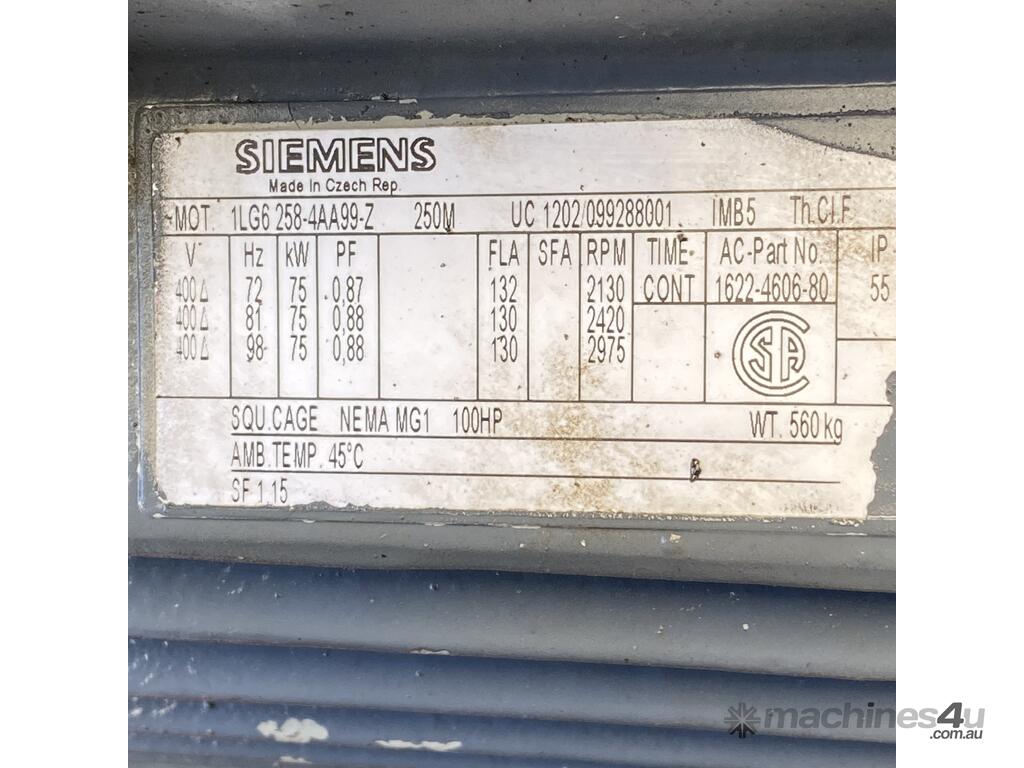 SIEMENS
Made in Czech Rep.
~MOT. 1LG6 258-4AA99-Z 250M UC 1202/099288001 IMB5 Th.Cl.F
V Hz kW PF FLA SFA RPM TIME AC-Part No. IP
400Δ 72 75 0,87 132 2130 CONT 1622-4606-80 55
400Δ 81 75 0,88 130 2420
400Δ 98 75 0,88 130 2975
CSA
SQU.CAGE NEMA MG1 100HP WT. 560 kg
AMB.TEMP. 45°C
SF 1,15
machines4u
.com.au